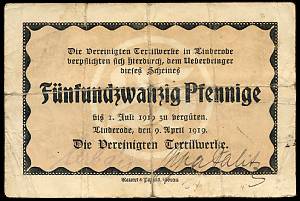 Die Vereinigten Textilwerke in Linderode
verpflichten sich hierdurch, dem Ueberbringer
dieses Scheines
Fünfundzwanzig Pfennige
bis 1. Juli 1919 zu vergüten.
Linderode, den 9. April 1919.
Die Vereinigten Textilwerke.